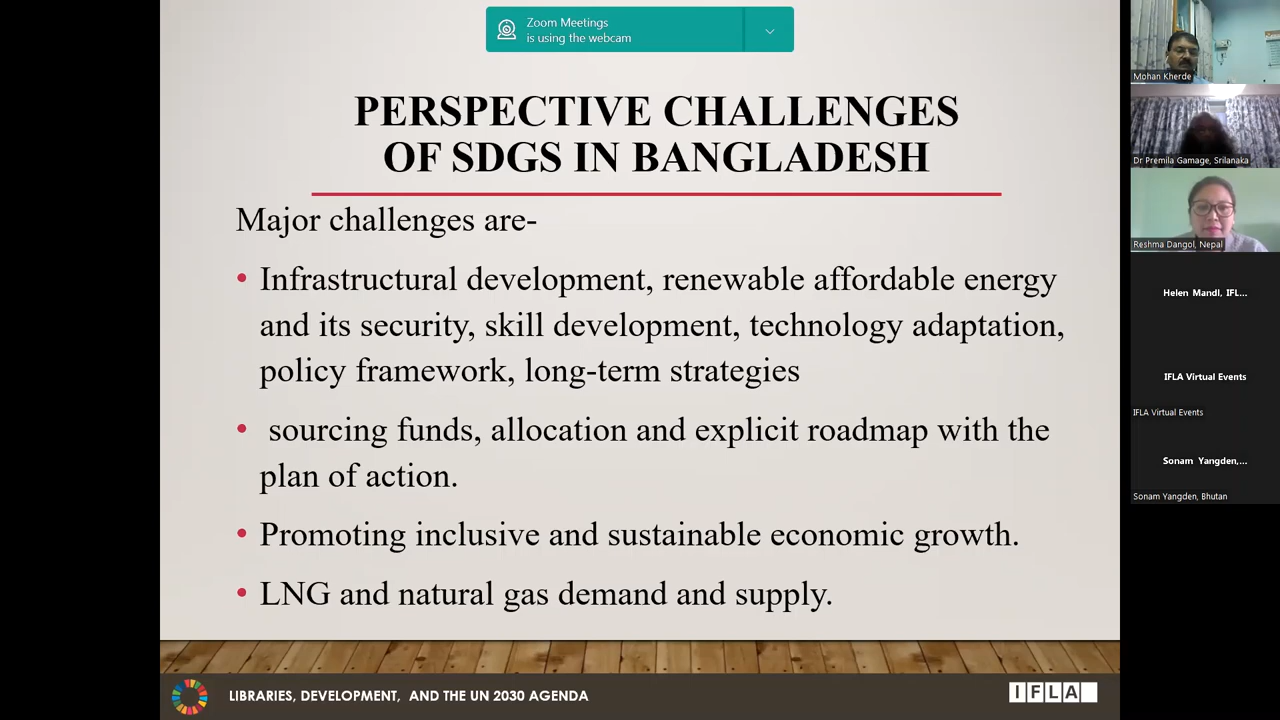 Zoom Meetings
is using the webcam
PERSPECTIVE CHALLENGES
OF SDGS IN BANGLADESH
Major challenges are-
• Infrastructural development, renewable affordable energy
and its security, skill development, technology adaptation,
policy framework, long-term strategies
• sourcing funds, allocation and explicit roadmap with the
plan of action.
• Promoting inclusive and sustainable economic growth.
• LNG and natural gas demand and supply.
LIBRARIES, DEVELOPMENT, AND THE UN 2030 AGENDA
IFLA
Mohan Kherde
Dr Premila Gamage, Srilanaka
Reshma Dangol, Nepal
Helen Mandl, IFL...
IFLA Virtual Events
IFLA Virtual Events
Sonam Yangden,...
Sonam Yangden, Bhutan